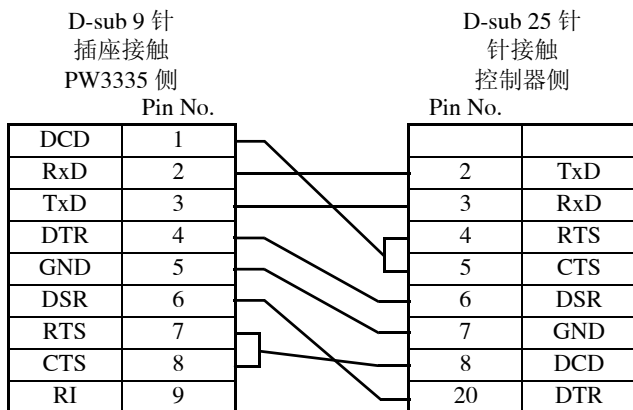 D-sub 9 针 D-sub 25 针
插座接触 针接触
PW3335 侧 控制器侧
Pin No. Pin No.
DCD 1
RxD 2 2 TxD
TxD 3 3 RxD
DTR 4 4 RTS
GND 5 5 CTS
DSR 6 6 DSR
RTS 7 7 GND
CTS 8 8 DCD
RI 9 20 DTR